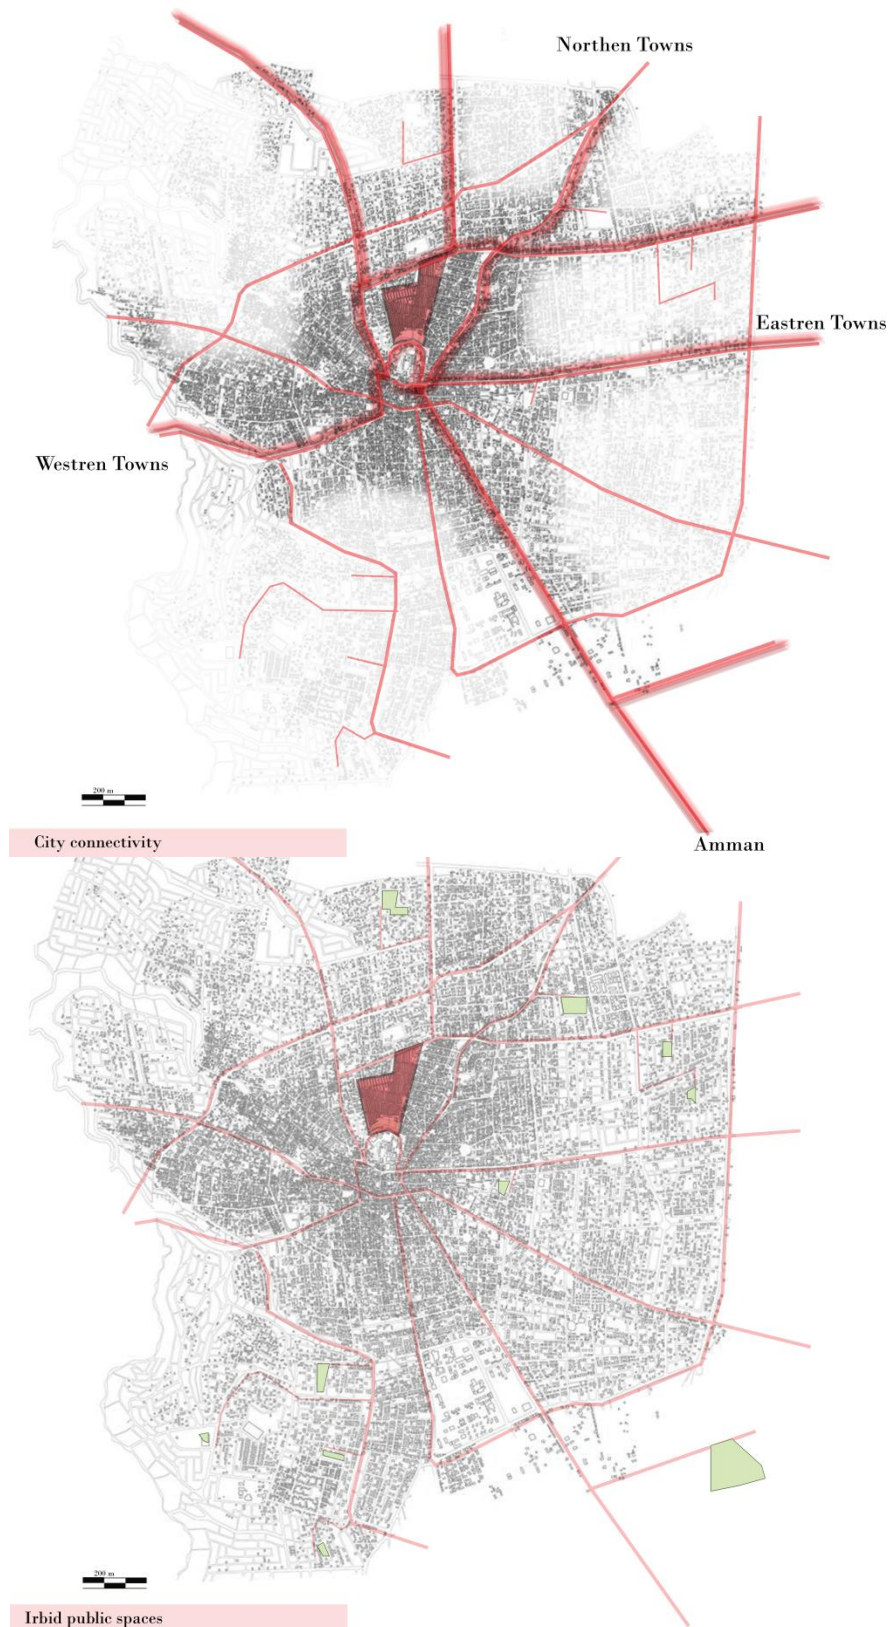 Northen Towns
Eastren Towns
Westren Towns
200 m
City connectivity
Amman
200 m
Irbid public spaces